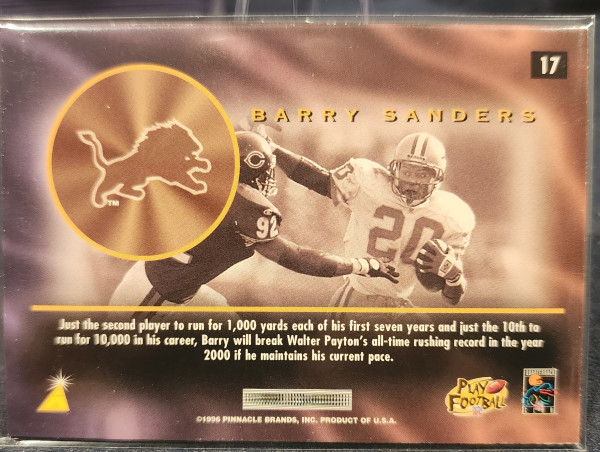 17
BARRY SANDERS
TM
C
92
20
Just the second player to run for 1,000 yards each of his first seven years and just the 10th to
run for 10,000 in his career, Barry will break Walter Payton's all-time rushing record in the year
2000 if he maintains his current pace.
PLAY
FOOTBALL
©1996 PINNACLE BRANDS, INC. PRODUCT OF U.S.A.